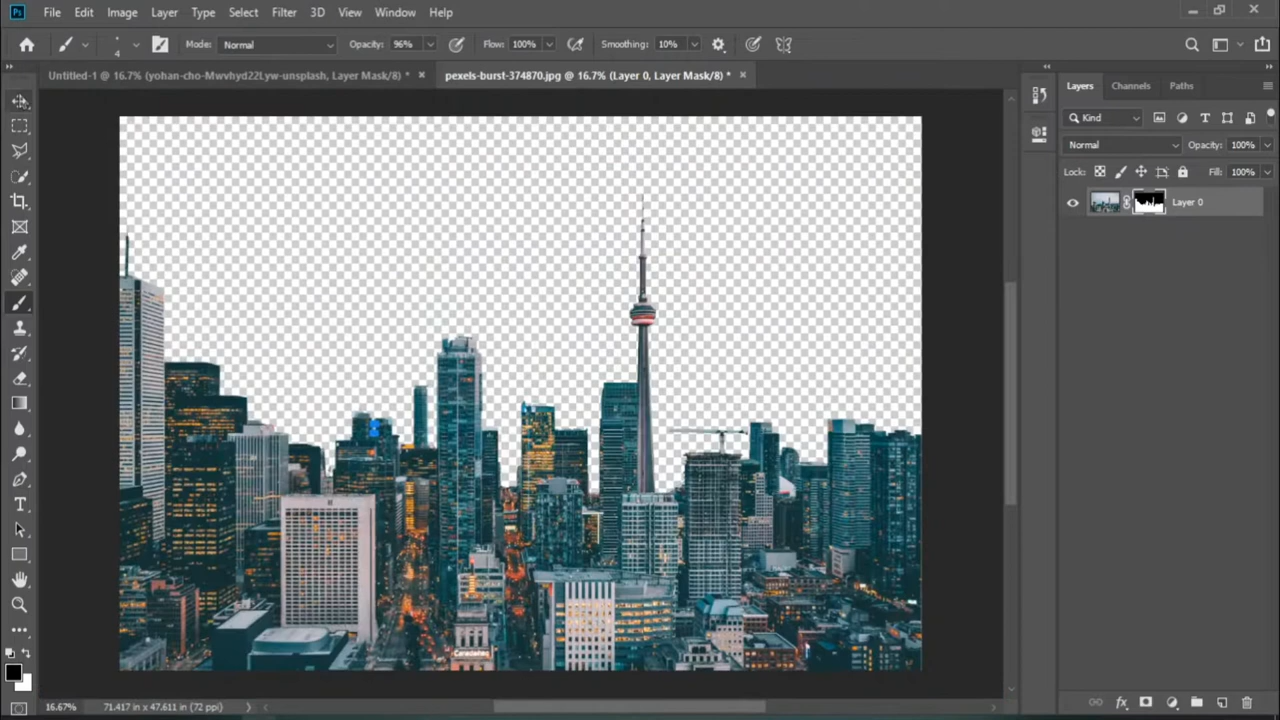 Ps File Edit Image Layer Type Select Filter 3D View Window Help
4 Mode: Normal Opacity: 96% Flow: 100% Smoothing: 10%
Untitled-1 @ 16.7% (yohan-cho-Mwvhyd22Lyw-unsplash, Layer Mask/8) *
pexels-burst-374870.jpg @ 16.7% (Layer 0, Layer Mask/8) *
Layers Channels Paths
Kind
Normal Opacity: 100%
Lock: Fill: 100%
Layer 0
16.67% 71.417 in x 47.611 in (72 ppi)